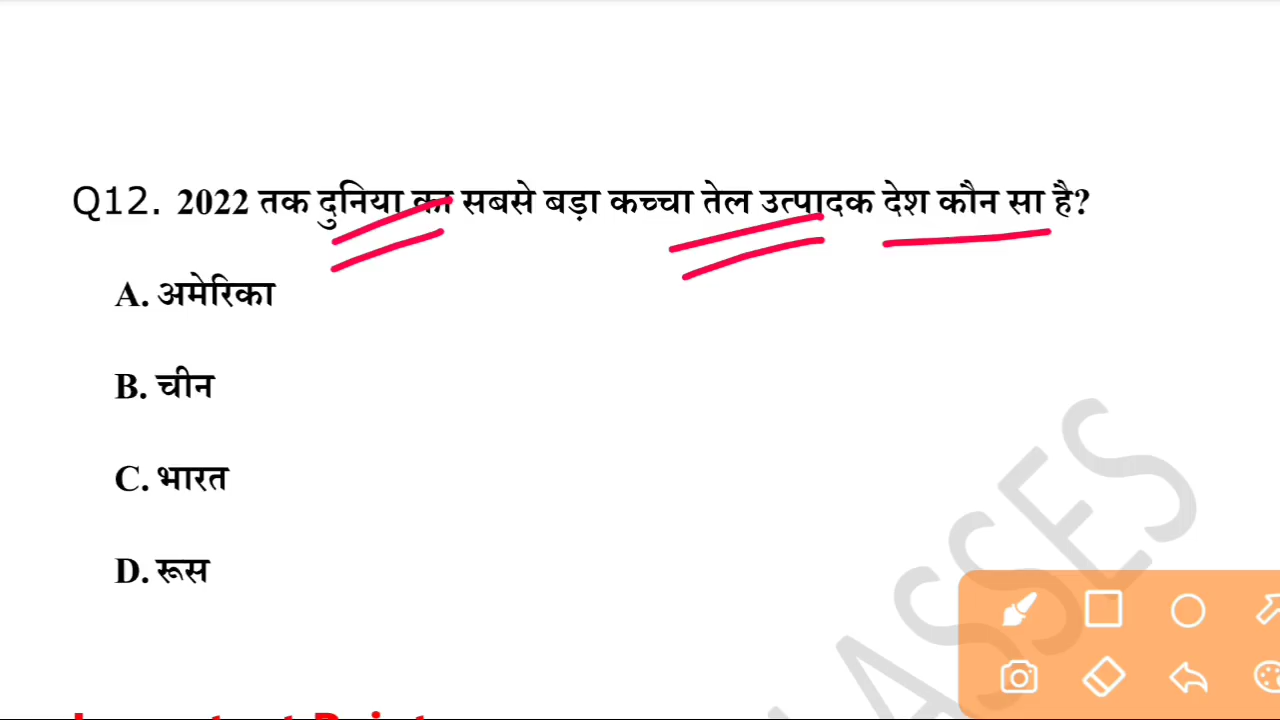 Q12. 2022 तक दुनिया का सबसे बड़ा कच्चा तेल उत्पादक देश कौन सा है?
A. अमेरिका
B. चीन
C. भारत
D. रूस